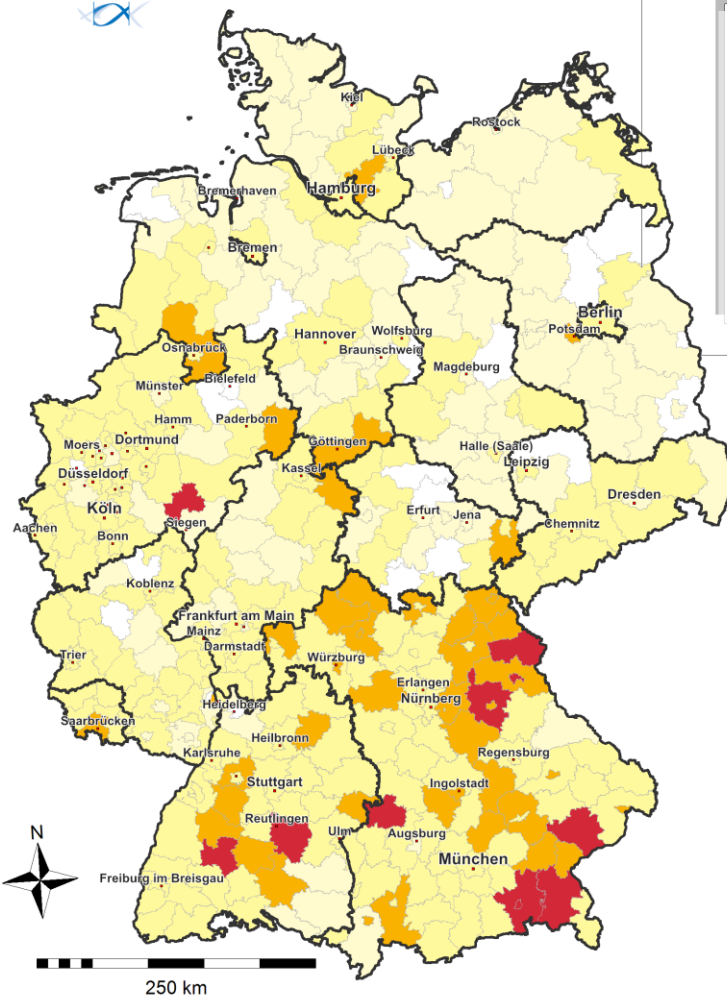 Kiel
Rostock
Lübeck
Hamburg
Bremerhaven
Bremen
Berlin
Potsdam
Hannover
Wolfsburg
Braunschweig
Osnabrück
Magdeburg
Münster
Bielefeld
Hamm
Paderborn
Moers
Dortmund
Göttingen
Halle (Saale)
Leipzig
Kassel
Düsseldorf
Dresden
Köln
Erfurt
Jena
Siegen
Chemnitz
Aachen
Bonn
Koblenz
Frankfurt am Main
Mainz
Darmstadt
Trier
Würzburg
Erlangen
Nürnberg
Heidelberg
Saarbrücken
Heilbronn
Karlsruhe
Regensburg
Stuttgart
Ingolstadt
Reutlingen
Ulm
Augsburg
München
Freiburg im Breisgau
N
250 km